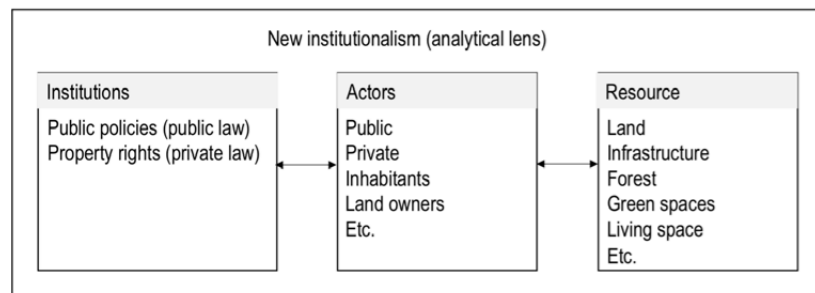 New institutionalism (analytical lens)
Institutions
Public policies (public law)
Property rights (private law)
Actors
Public
Private
Inhabitants
Land owners
Etc.
Resource
Land
Infrastructure
Forest
Green spaces
Living space
Etc.